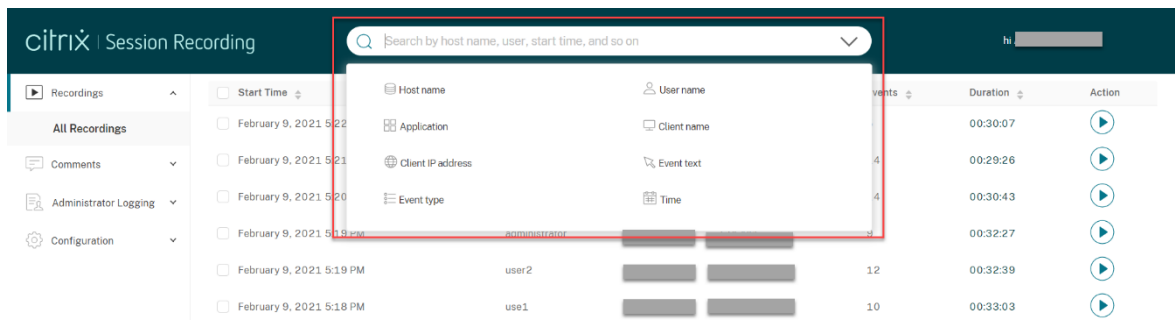 citrix | Session Recording
Search by host name, user, start time, and so on
hi
Recordings
All Recordings
Comments
Administrator Logging
Configuration
Start Time
Duration
Action
Host name
User name
Application
Client name
Client IP address
Event text
Event type
Time
February 9, 2021 5:22
00:30:07
February 9, 2021 5:21
4
00:29:26
February 9, 2021 5:20
4
00:30:43
February 9, 2021 5:19 PM
administrator
9
00:32:27
February 9, 2021 5:19 PM
user2
12
00:32:39
February 9, 2021 5:18 PM
use1
10
00:33:03